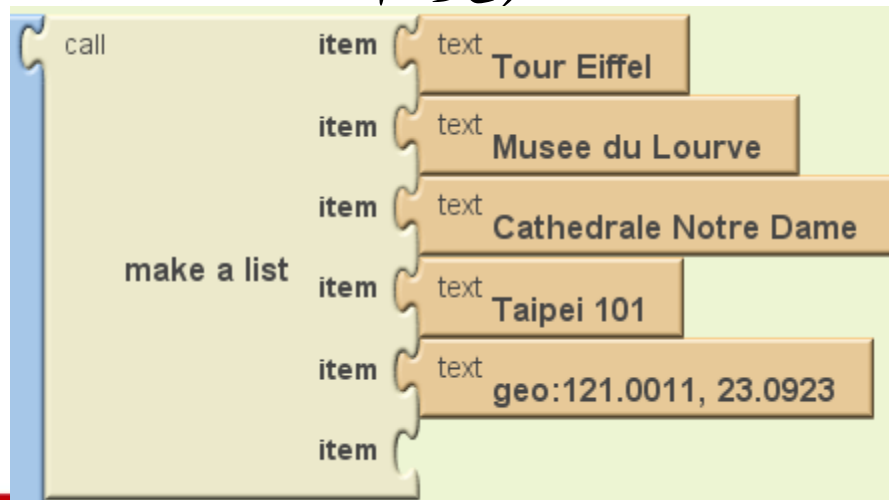 call item text Tour Eiffel
item text Musee du Lourve
item text Cathedrale Notre Dame
make a list
item text Taipei 101
item text geo:121.0011, 23.0923
item